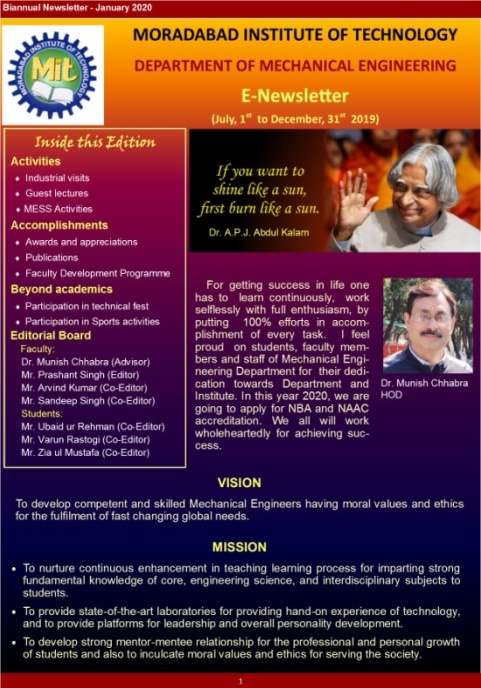 Biannual Newsletter - January 2020
MORADABAD INSTITUTE OF TECHNOLOGY
Mit
MORADABAD INSTITUTE OF TECHNOLOGY
DEPARTMENT OF MECHANICAL ENGINEERING
E-Newsletter
(July, 1st to December, 31st 2019)
Inside this Edition
Activities
♦ Industrial visits
♦ Guest lectures
♦ MESS Activities
Accomplishments
♦ Awards and appreciations
♦ Publications
♦ Faculty Development Programme
Beyond academics
♦ Participation in technical fest
♦ Participation in Sports activities
Editorial Board
Faculty:
Dr. Munish Chhabra (Advisor)
Mr. Prashant Singh (Editor)
Mr. Arvind Kumar (Co-Editor)
Mr. Sandeep Singh (Co-Editor)
Students:
Mr. Ubaid ur Rehman (Co-Editor)
Mr. Varun Rastogi (Co-Editor)
Mr. Zia ul Mustafa (Co-Editor)
If you want to
shine like a sun,
first burn like a sun.
Dr. A.P.J. Abdul Kalam
For getting success in life one
has to learn continuously, work
selflessly with full enthusiasm, by
putting 100% efforts in accom-
plishment of every task. I feel
proud on students, faculty mem-
bers and staff of Mechanical Engi-
neering Department for their dedi-
cation towards Department and
Institute. In this year 2020, we are
going to apply for NBA and NAAC
accreditation. We all will work
wholeheartedly for achieving suc-
cess.
Dr. Munish Chhabra
HOD
VISION
To develop competent and skilled Mechanical Engineers having moral values and ethics
for the fulfilment of fast changing global needs.
MISSION
• To nurture continuous enhancement in teaching learning process for imparting strong
fundamental knowledge of core, engineering science, and interdisciplinary subjects to
students.
• To provide state-of-the-art laboratories for providing hand-on experience of technology,
and to provide platforms for leadership and overall personality development.
• To develop strong mentor-mentee relationship for the professional and personal growth
of students and also to inculcate moral values and ethics for serving the society.
1